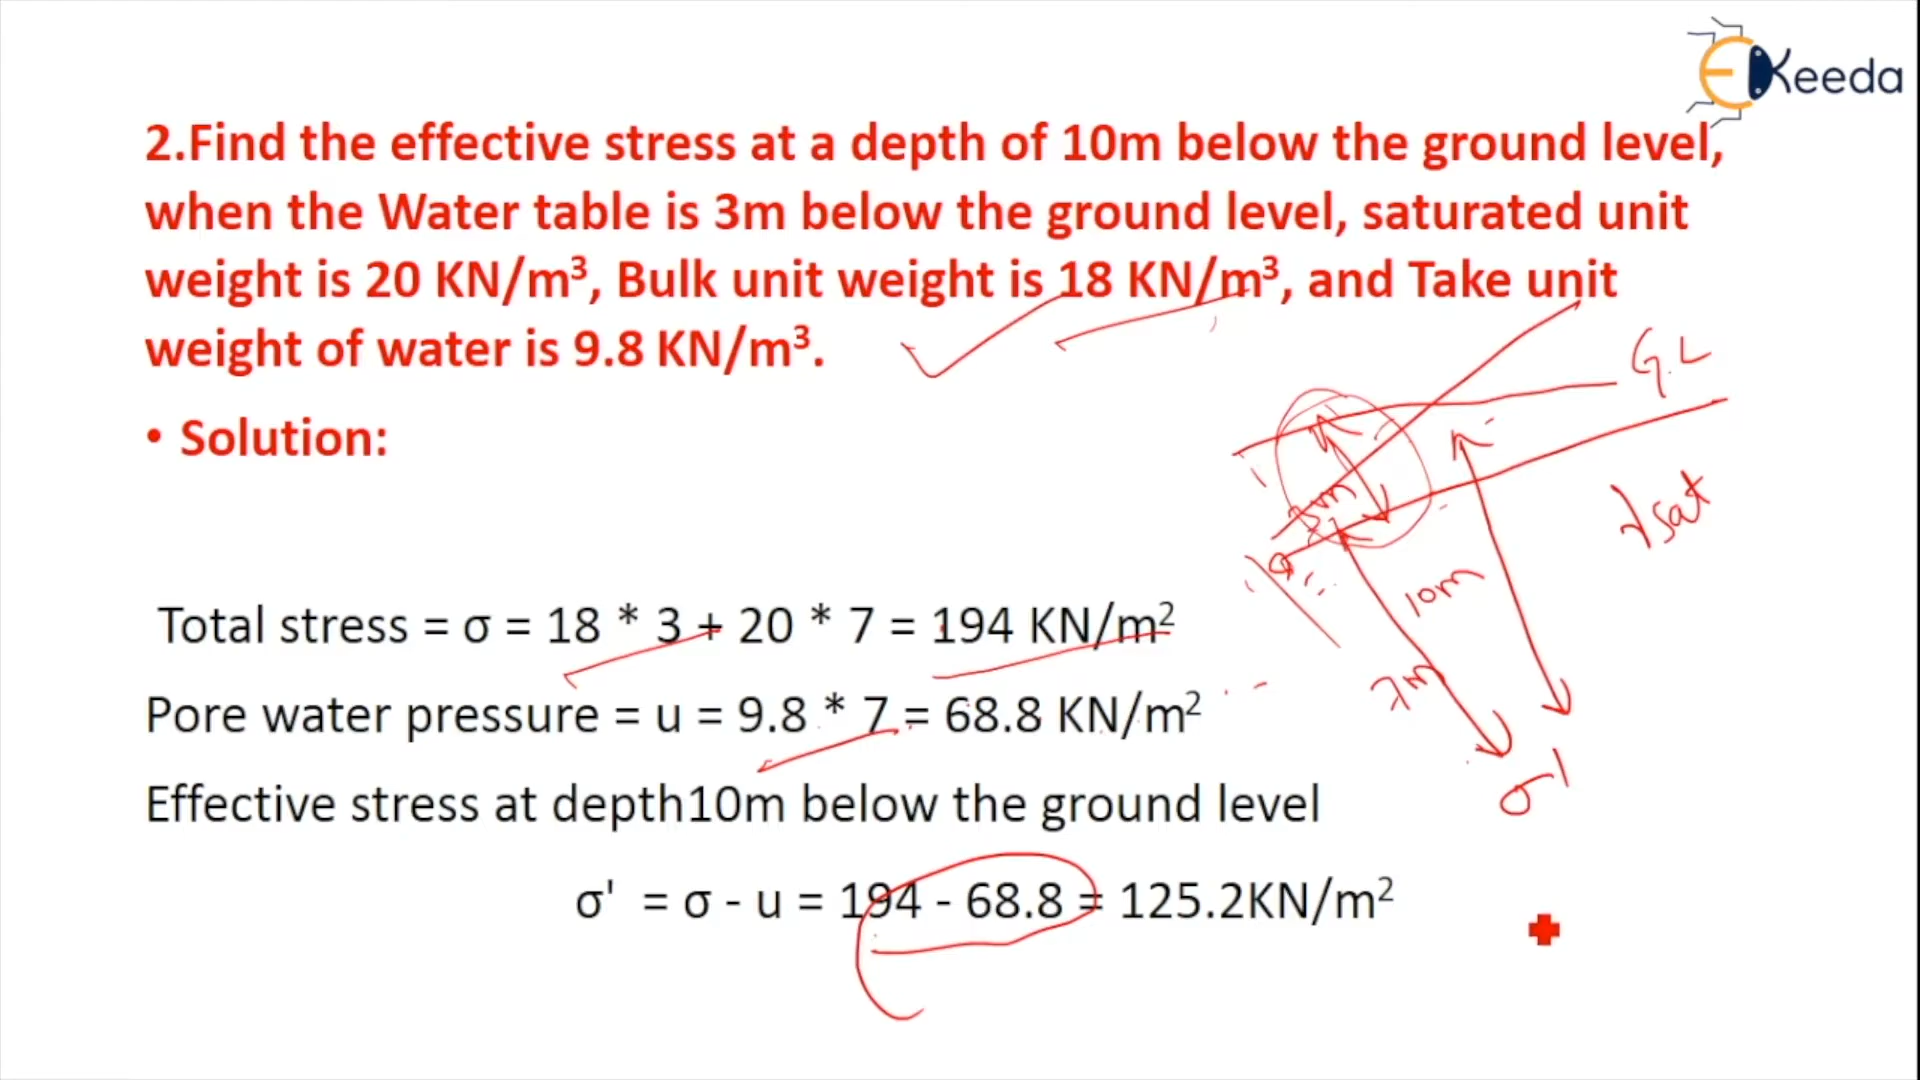 EKeeda
2.Find the effective stress at a depth of 10m below the ground level,
when the Water table is 3m below the ground level, saturated unit
weight is 20 KN/m³, Bulk unit weight is 18 KN/m³, and Take unit
weight of water is 9.8 KN/m³.
G.L
• Solution:
3m
γsat
10m
Total stress = σ = 18 * 3 + 20 * 7 = 194 KN/m²
7m
Pore water pressure = u = 9.8 * 7 = 68.8 KN/m²
σ'
Effective stress at depth10m below the ground level
σ' = σ - u = 194 - 68.8 = 125.2KN/m²